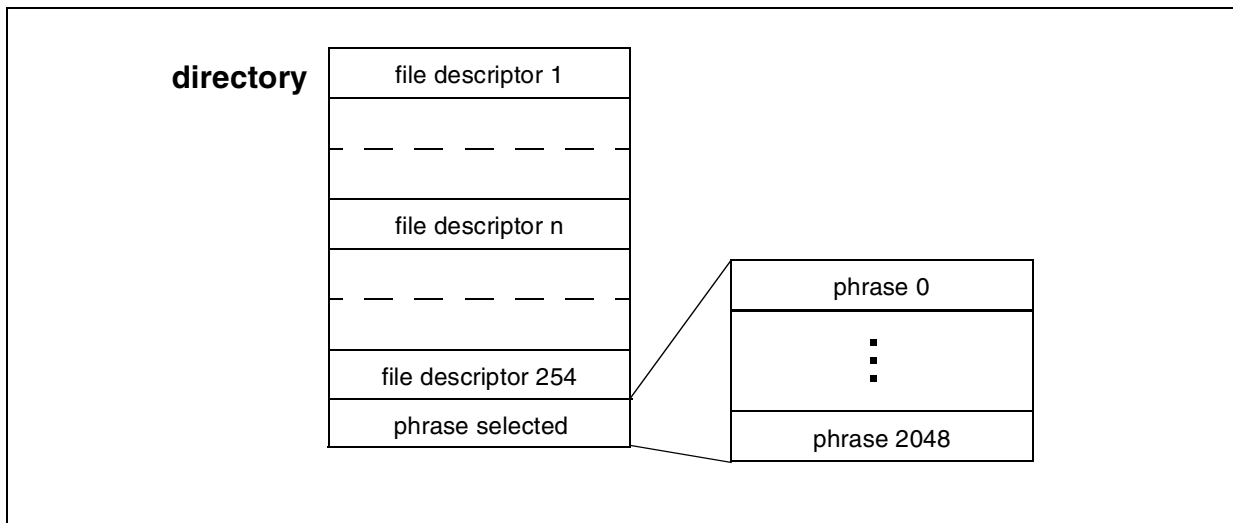 directory
file descriptor 1
file descriptor n
file descriptor 254
phrase selected
phrase 0
phrase 2048